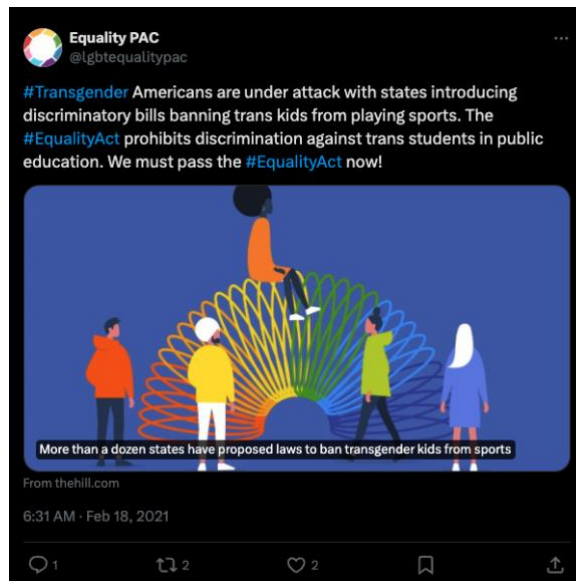 Equality PAC
@lgbtequalitypac
#Transgender Americans are under attack with states introducing
discriminatory bills banning trans kids from playing sports. The
#EqualityAct prohibits discrimination against trans students in public
education. We must pass the #EqualityAct now!
More than a dozen states have proposed laws to ban transgender kids from sports
From thehill.com
6:31 AM · Feb 18, 2021
1 2 2